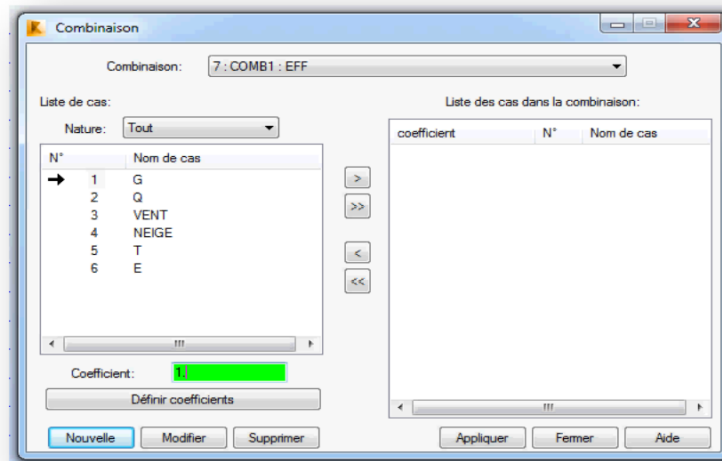 Combinaison
Combinaison: 7 : COMB1 : EFF
Liste de cas:
Nature: Tout
N° Nom de cas
1 G
2 Q
3 VENT
4 NEIGE
5 T
6 E
Coefficient: 1.
Définir coefficients
Nouvelle Modifier Supprimer
>
>>
<
<<
Liste des cas dans la combinaison:
coefficient N° Nom de cas
Appliquer Fermer Aide